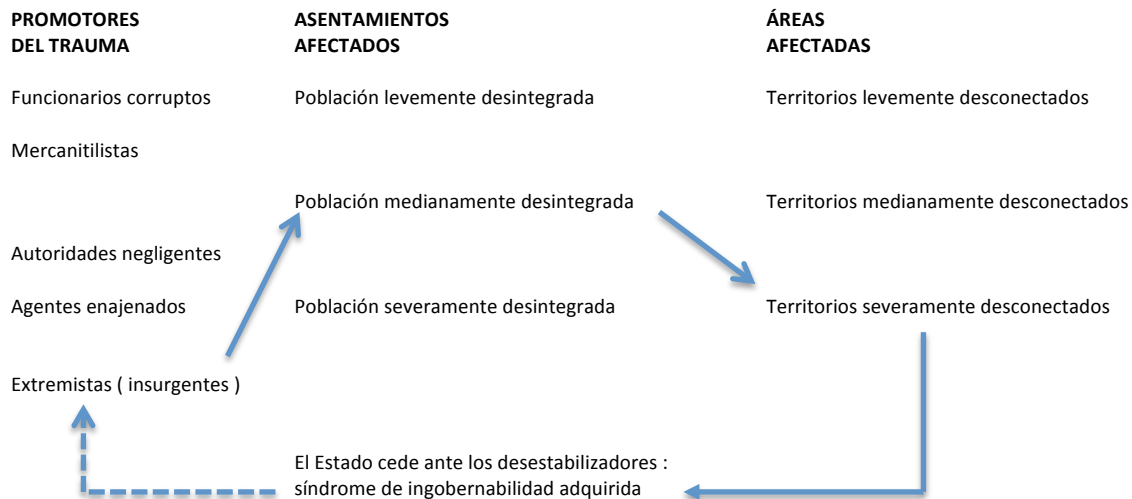 PROMOTORES
DEL TRAUMA
ASENTAMIENTOS
AFECTADOS
ÁREAS
AFECTADAS
Funcionarios corruptos
Población levemente desintegrada
Territorios levemente desconectados
Mercanitilistas
Población medianamente desintegrada
Territorios medianamente desconectados
Autoridades negligentes
Agentes enajenados
Población severamente desintegrada
Territorios severamente desconectados
Extremistas ( insurgentes )
El Estado cede ante los desestabilizadores :
síndrome de ingobernabilidad adquirida